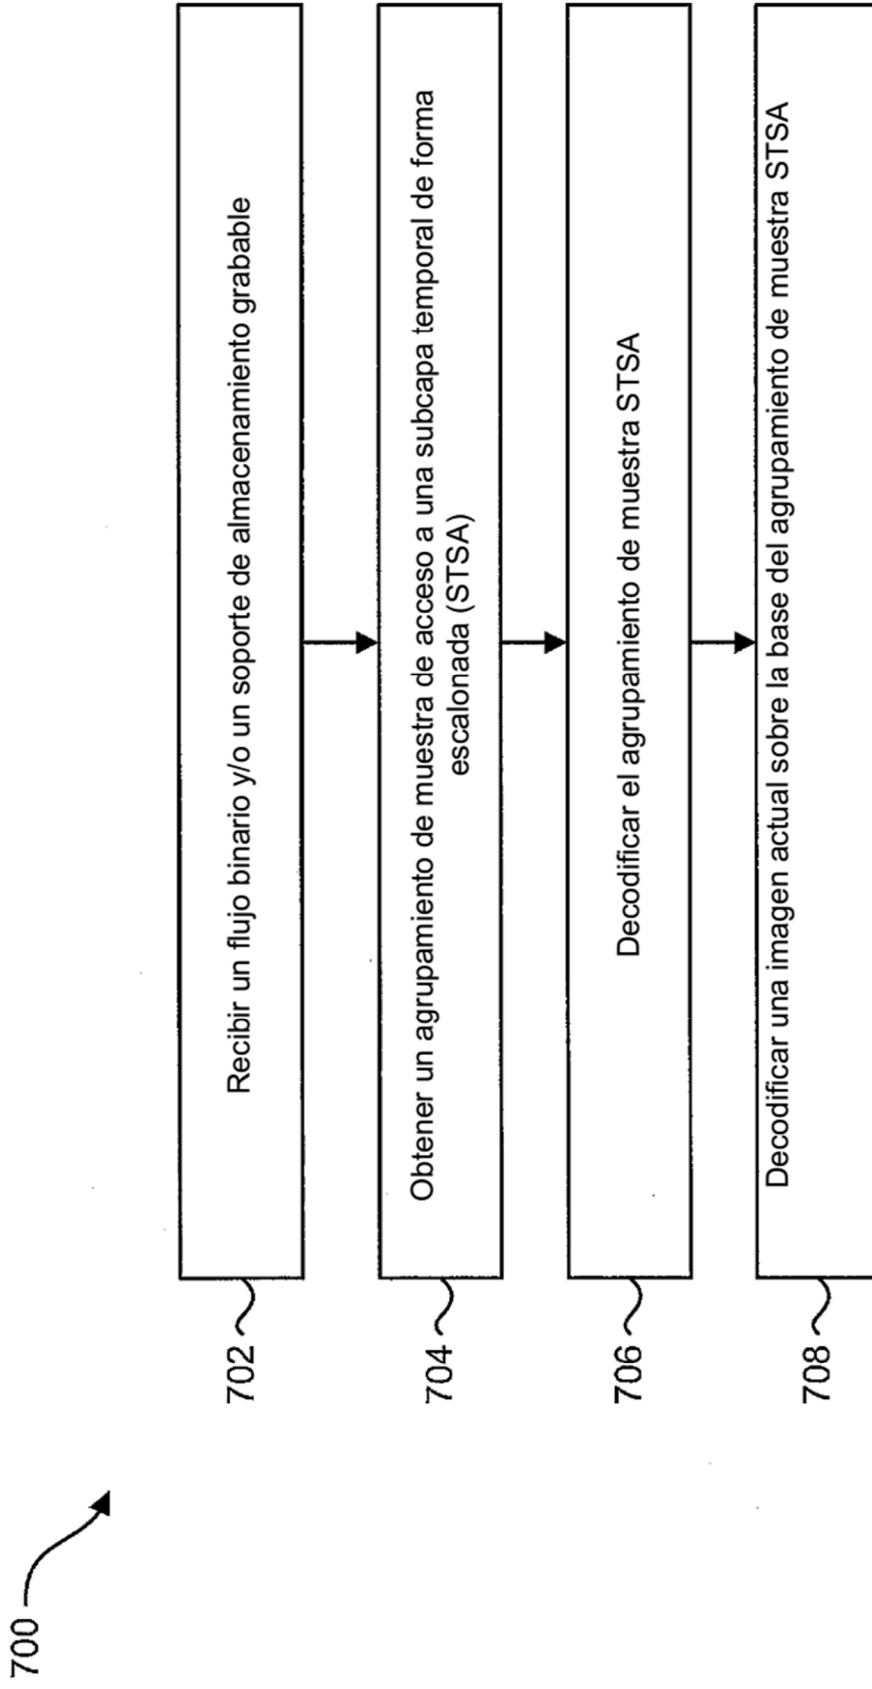 700
702
Recibir un flujo binario y/o un soporte de almacenamiento grabable
704
Obtener un agrupamiento de muestra de acceso a una subcapa temporal de forma
escalonada (STSA)
706
Decodificar el agrupamiento de muestra STSA
708
Decodificar una imagen actual sobre la base del agrupamiento de muestra STSA